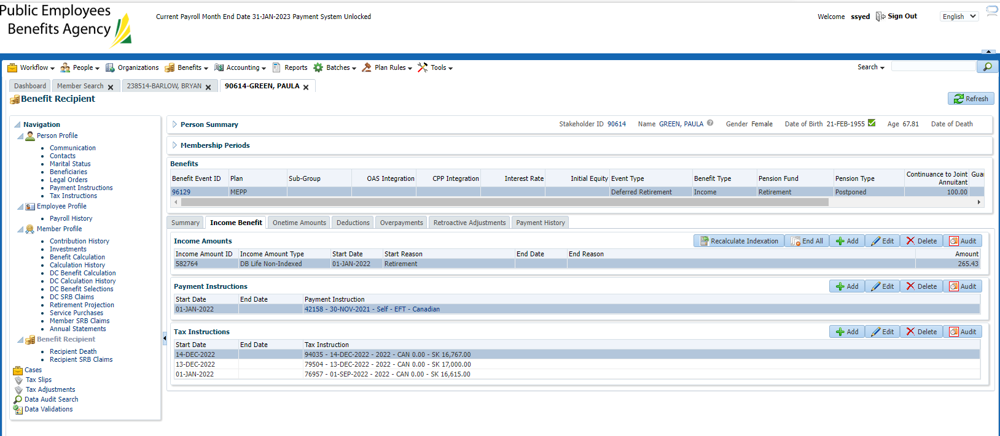 Public Employees
Benefits Agency
Current Payroll Month End Date 31-JAN-2023 Payment System Unlocked
Welcome ssyed Sign Out English
Workflow People Organizations Benefits Accounting Reports Batches Plan Rules Tools Search
Dashboard Member Search 238514-BARLOW, BRYAN 90614-GREEN, PAULA
Benefit Recipient Refresh
Navigation
Person Profile
Communication
Contacts
Marital Status
Beneficiaries
Legal Orders
Payment Instructions
Tax Instructions
Employee Profile
Payroll History
Member Profile
Contribution History
Investments
Benefit Calculation
Calculation History
DC Benefit Calculation
DC Calculation History
DC Benefit Selections
DC SRB Claims
Retirement Projection
Service Purchases
Member SRB Claims
Annual Statements
Benefit Recipient
Recipient Death
Recipient SRB Claims
Cases
Tax Slips
Tax Adjustments
Data Audit Search
Data Validations
Person Summary Stakeholder ID 90614 Name GREEN, PAULA Gender Female Date of Birth 21-FEB-1955 Age 67.81 Date of Death
Membership Periods
Benefits
Benefit Event ID Plan Sub-Group OAS Integration CPP Integration Interest Rate Initial Equity Event Type Benefit Type Pension Fund Pension Type Continuance to Joint Annuitant Guar
96129 MEPP Deferred Retirement Income Retirement Postponed 100.00
Summary Income Benefit Onetime Amounts Deductions Overpayments Retroactive Adjustments Payment History
Income Amounts Recalculate Indexation End All Add Edit Delete Audit
Income Amount ID Income Amount Type Start Date Start Reason End Date End Reason Amount
582764 DB Life Non-Indexed 01-JAN-2022 Retirement 265.43
Payment Instructions Add Edit Delete Audit
Start Date End Date Payment Instruction
01-JAN-2022 42158 - 30-NOV-2021 - Self - EFT - Canadian
Tax Instructions Add Edit Delete Audit
Start Date End Date Tax Instruction
14-DEC-2022 94035 - 14-DEC-2022 - 2022 - CAN 0.00 - SK 16,767.00
13-DEC-2022 79504 - 13-DEC-2022 - 2022 - CAN 0.00 - SK 17,000.00
01-JAN-2022 76957 - 01-SEP-2022 - 2022 - CAN 0.00 - SK 16,615.00